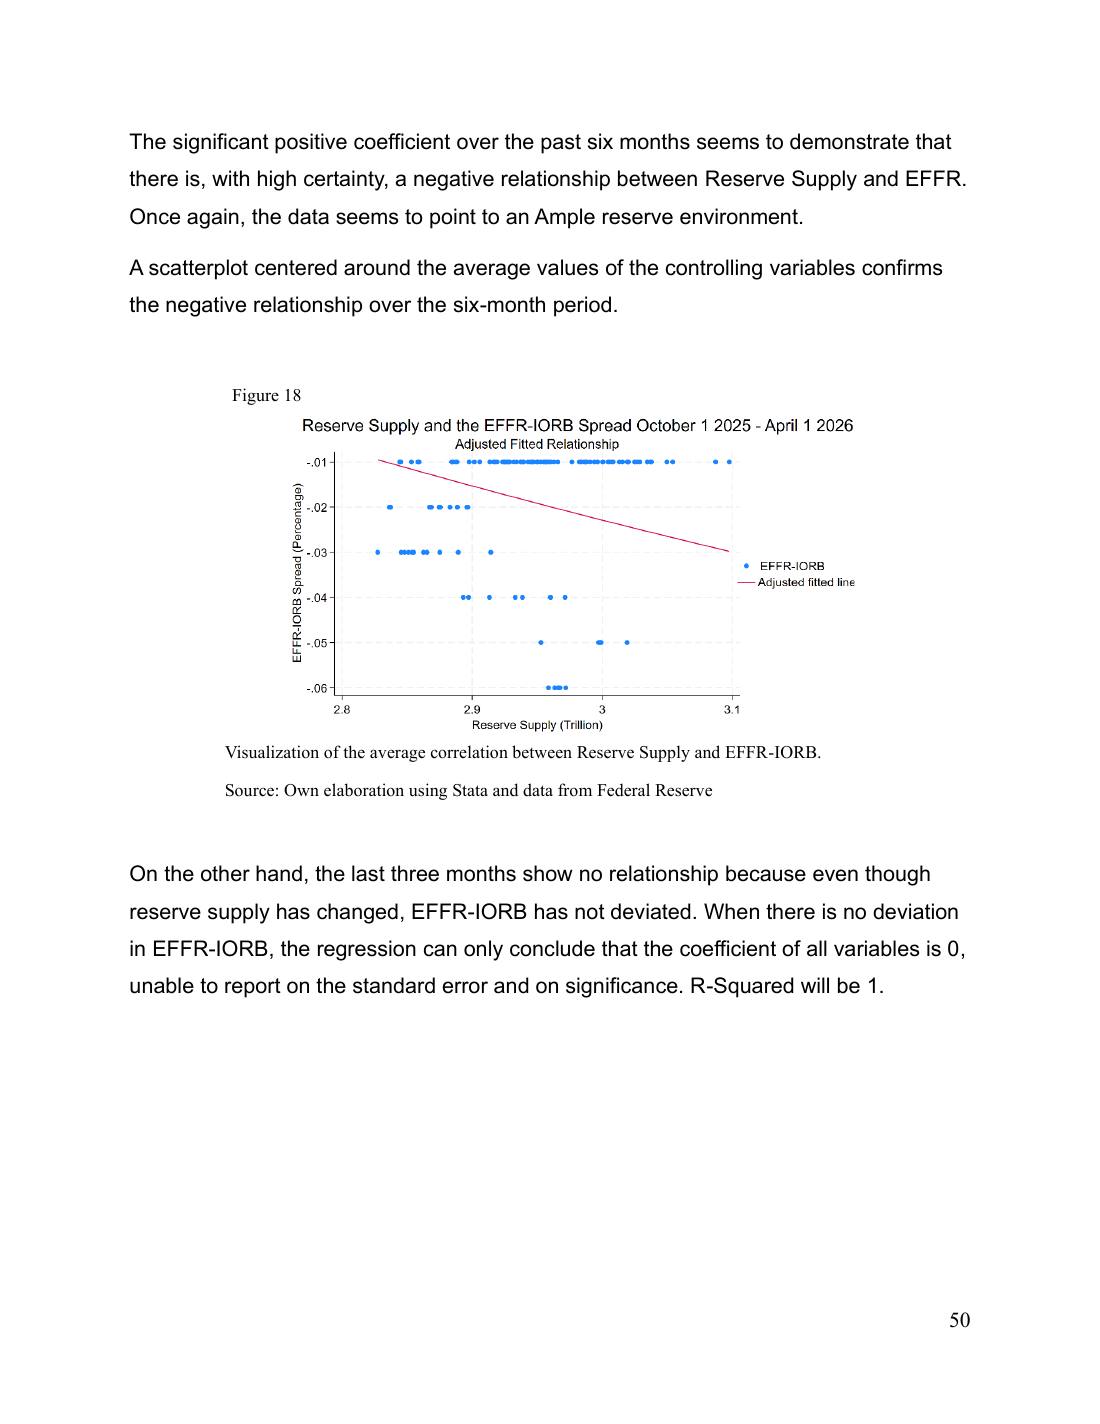 The significant positive coefficient over the past six months seems to demonstrate that
there is, with high certainty, a negative relationship between Reserve Supply and EFFR.
Once again, the data seems to point to an Ample reserve environment.
A scatterplot centered around the average values of the controlling variables confirms
the negative relationship over the six-month period.
Figure 18
Reserve Supply and the EFFR-IORB Spread October 1 2025 - April 1 2026
Adjusted Fitted Relationship
EFFR-IORB Spread (Percentage)
-.01
-.02
-.03
-.04
-.05
-.06
2.8 2.9 3 3.1
Reserve Supply (Trillion)
EFFR-IORB
Adjusted fitted line
Visualization of the average correlation between Reserve Supply and EFFR-IORB.
Source: Own elaboration using Stata and data from Federal Reserve
On the other hand, the last three months show no relationship because even though
reserve supply has changed, EFFR-IORB has not deviated. When there is no deviation
in EFFR-IORB, the regression can only conclude that the coefficient of all variables is 0,
unable to report on the standard error and on significance. R-Squared will be 1.
50